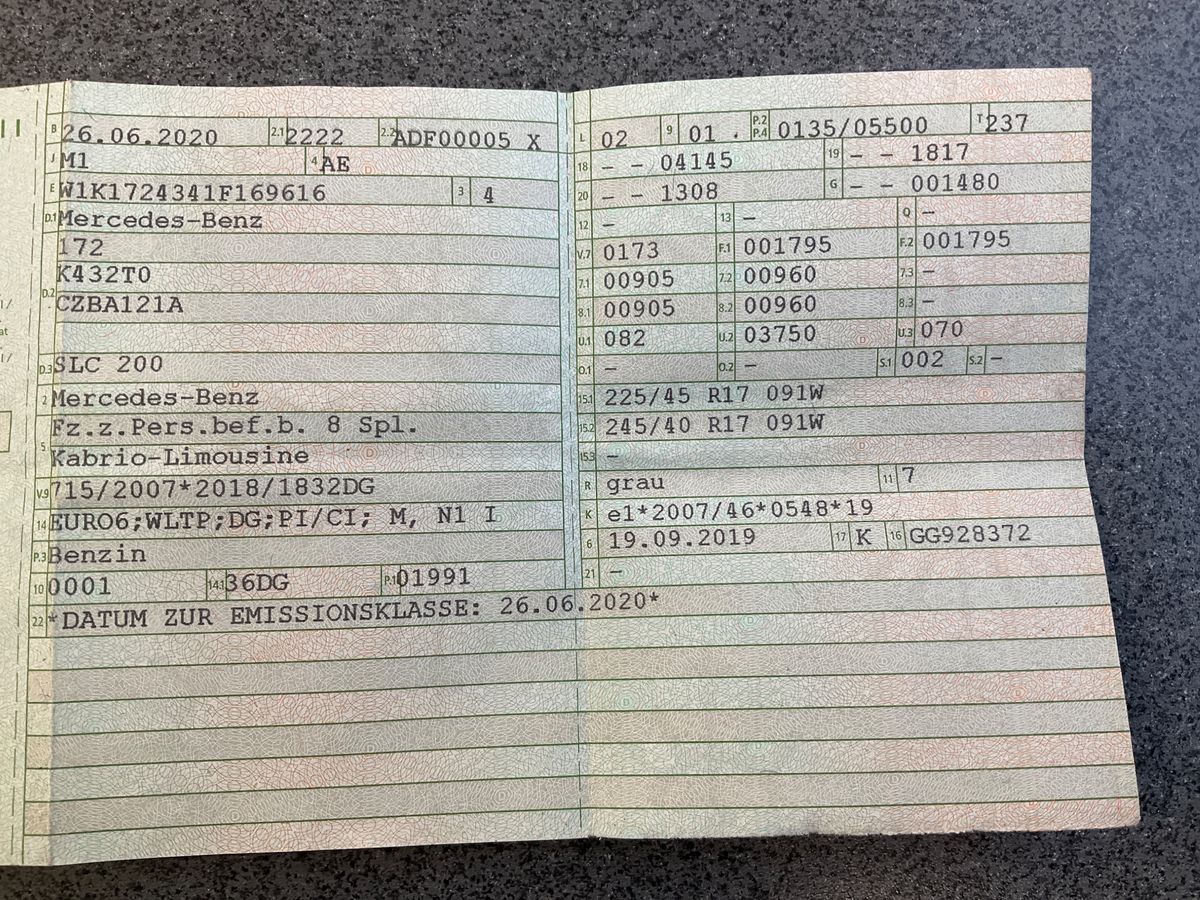 II
B 26.06.2020 2.1 2222 2.2 ADF00005 X
J M1 4 AE
E W1K1724341F169616 3 4
D.1 Mercedes-Benz
172
D.2 K432T0
CZBA121A
D.3 SLC 200
2 Mercedes-Benz
Fz.z.Pers.bef.b. 8 Spl.
5 Kabrio-Limousine
V.9 715/2007*2018/1832DG
14 EURO6;WLTP;DG;PI/CI; M, N1 I
P.3 Benzin
10 0001 14.1 36DG P.1 01991
L 02 9 01 . P.2 P.4 0135/05500 T 237
18 – – 04145 19 – – 1817
20 – – 1308 G – – 001480
12 – 13 – Q –
V.7 0173 F.1 001795 F.2 001795
7.1 00905 7.2 00960 7.3 –
8.1 00905 8.2 00960 8.3 –
U.1 082 U.2 03750 U.3 070
O.1 – O.2 – S.1 002 S.2 –
15.1 225/45 R17 091W
15.2 245/40 R17 091W
15.3 –
R grau 11 7
K e1*2007/46*0548*19
6 19.09.2019 17 K 16 GG928372
21 –
22 *DATUM ZUR EMISSIONSKLASSE: 26.06.2020*